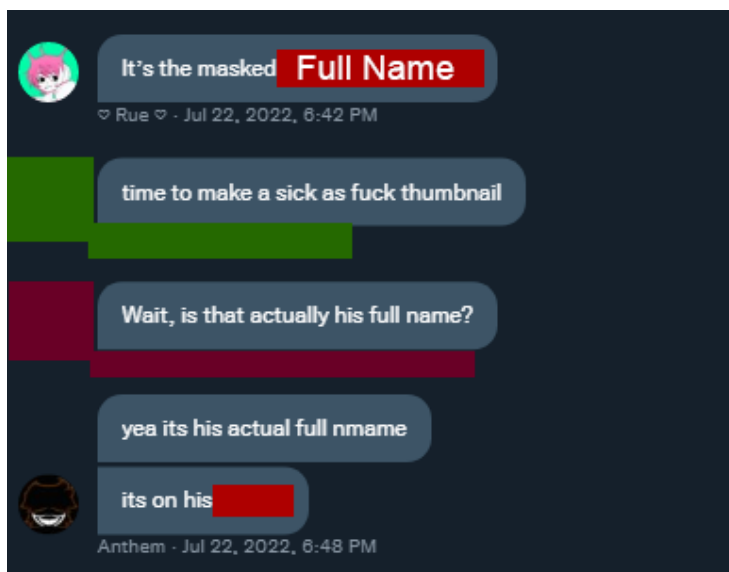 It's the masked Full Name
♡ Rue ♡ · Jul 22, 2022, 6:42 PM
time to make a sick as fuck thumbnail
Wait, is that actually his full name?
yea its his actual full nmame
its on his
Anthem · Jul 22, 2022, 6:48 PM